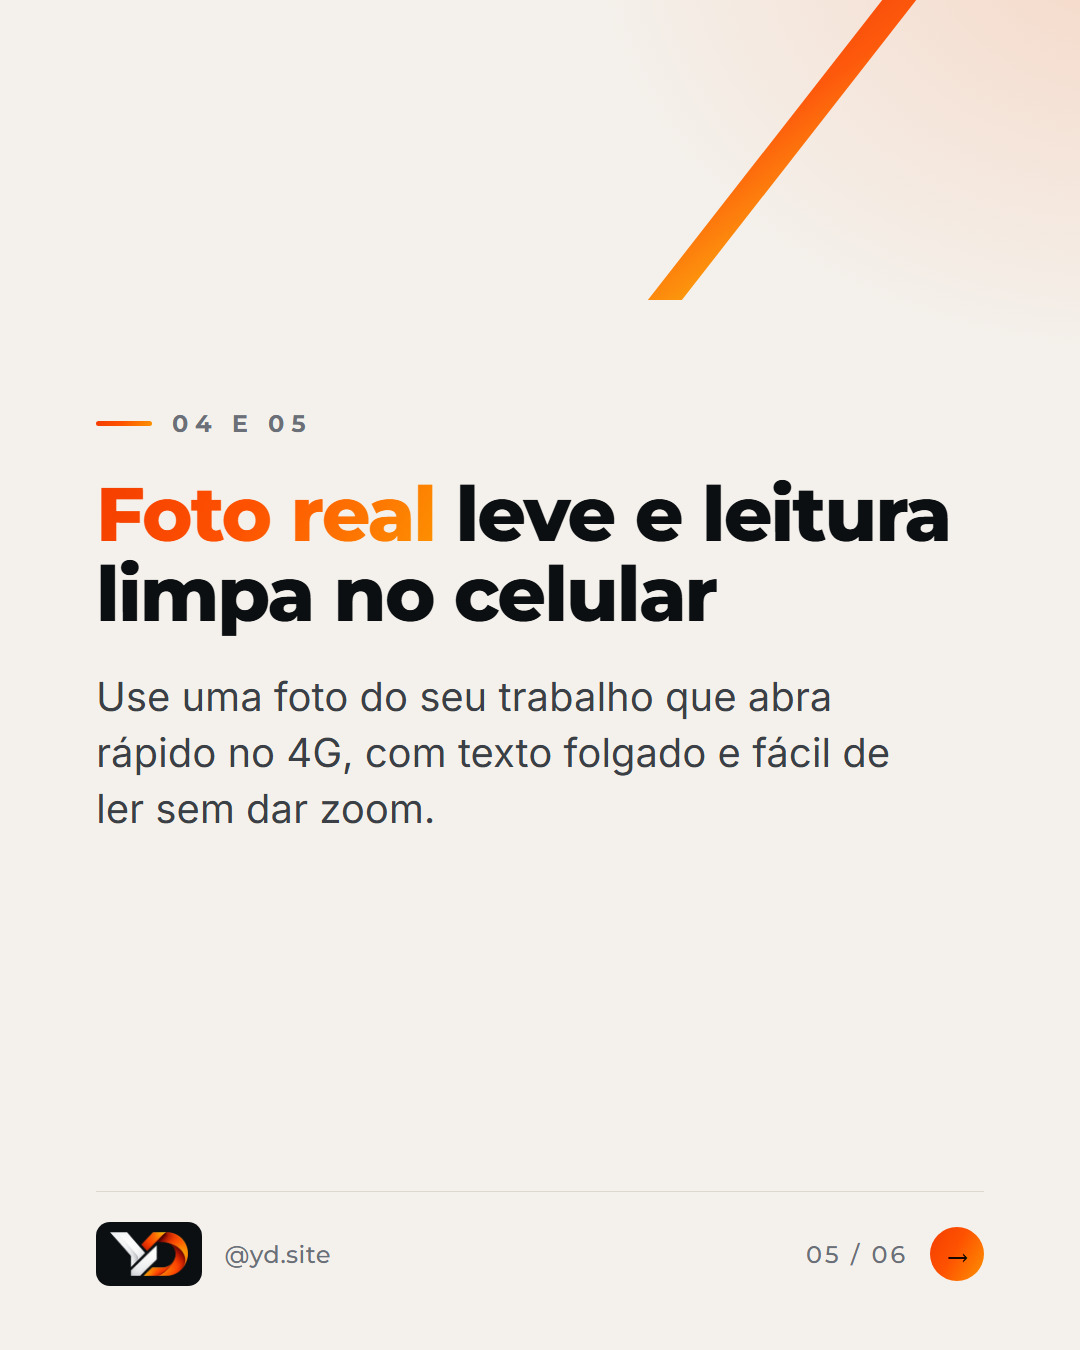 04 E 05
Foto real leve e leitura
limpa no celular
Use uma foto do seu trabalho que abra
rápido no 4G, com texto folgado e fácil de
ler sem dar zoom.
YD
@yd.site
05 / 06
→